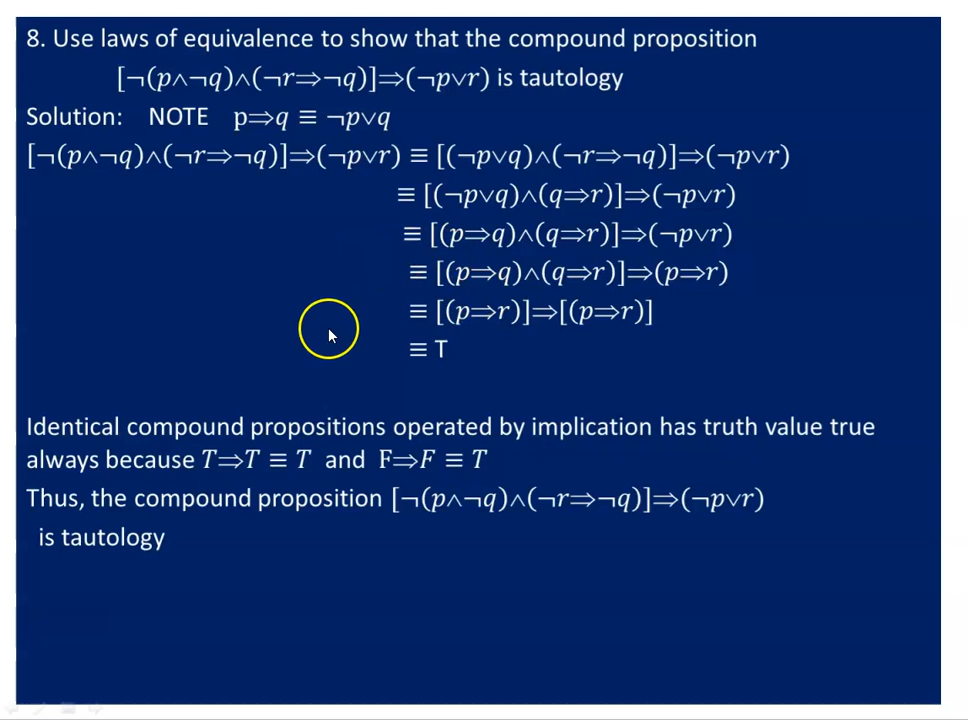 8. Use laws of equivalence to show that the compound proposition
[¬(p∧¬q)∧(¬r⇒¬q)]⇒(¬p∨r) is tautology
Solution: NOTE p⇒q ≡ ¬p∨q
[¬(p∧¬q)∧(¬r⇒¬q)]⇒(¬p∨r) ≡ [(¬p∨q)∧(¬r⇒¬q)]⇒(¬p∨r)
≡ [(¬p∨q)∧(q⇒r)]⇒(¬p∨r)
≡ [(p⇒q)∧(q⇒r)]⇒(¬p∨r)
≡ [(p⇒q)∧(q⇒r)]⇒(p⇒r)
≡ [(p⇒r)]⇒[(p⇒r)]
≡ T
Identical compound propositions operated by implication has truth value true
always because T⇒T ≡ T and F⇒F ≡ T
Thus, the compound proposition [¬(p∧¬q)∧(¬r⇒¬q)]⇒(¬p∨r)
is tautology